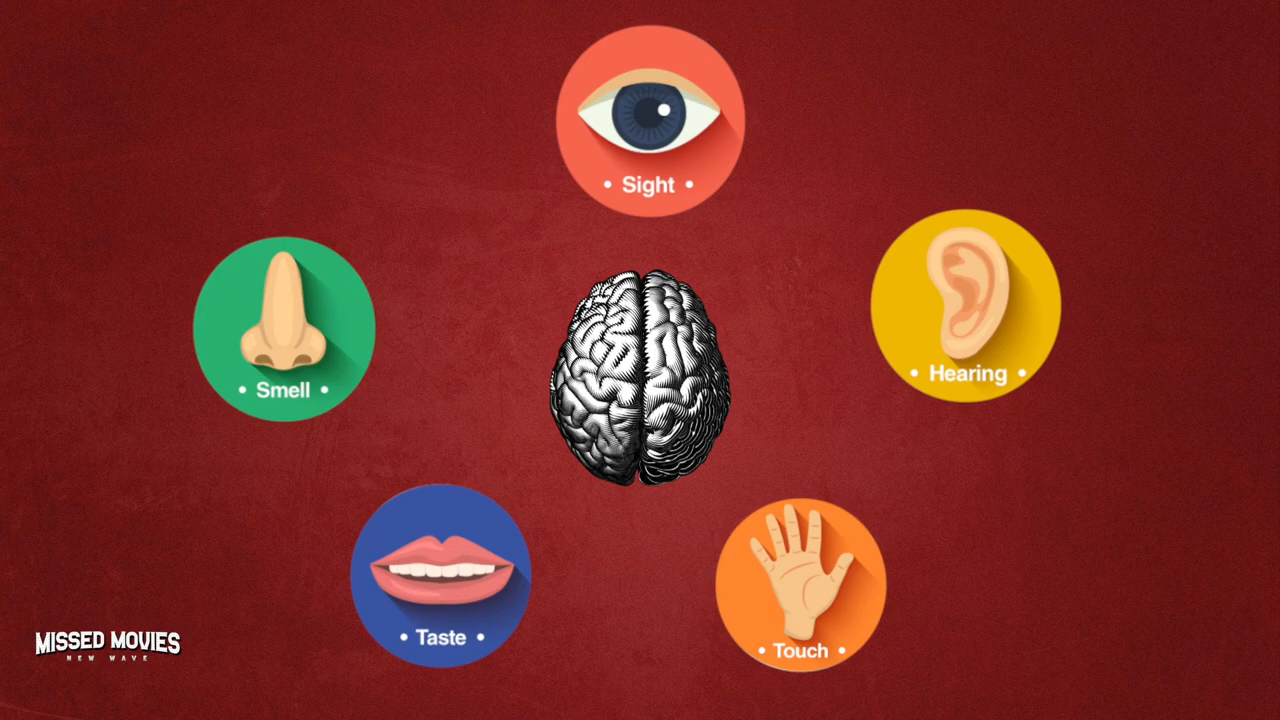 • Sight •
• Hearing •
• Smell •
• Taste •
• Touch •
MISSED MOVIES
NEW WAVE